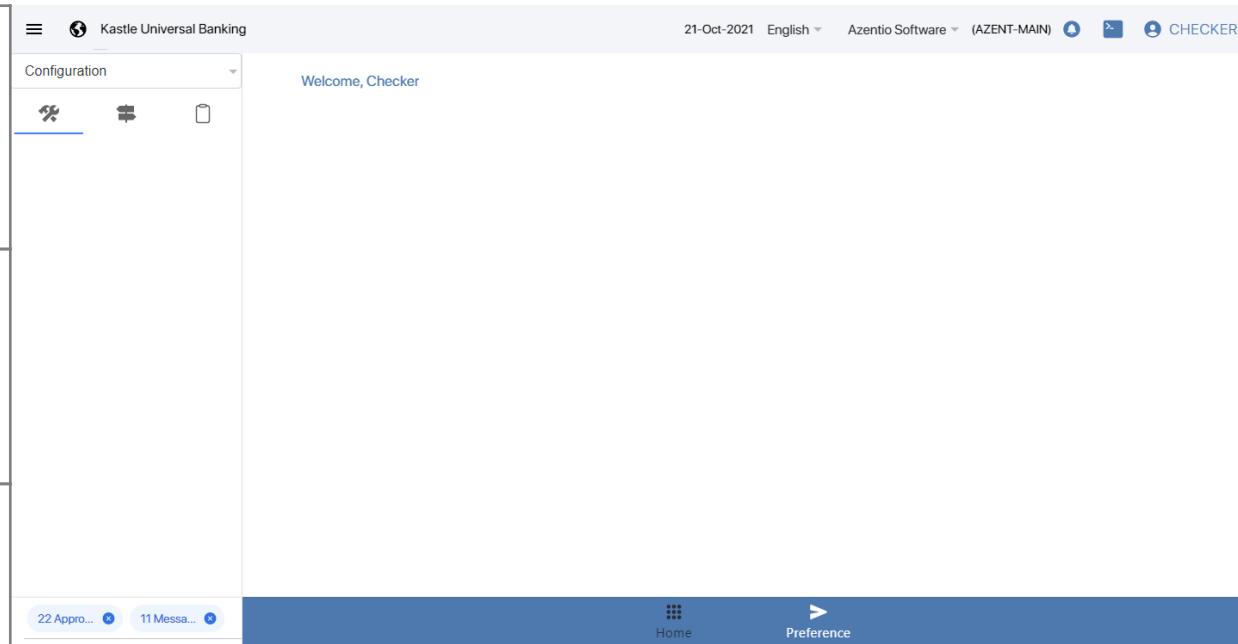 Kastle Universal Banking
21-Oct-2021 English Azentio Software (AZENT-MAIN) CHECKER
Configuration
Welcome, Checker
22 Appro... 11 Messa...
Home Preference